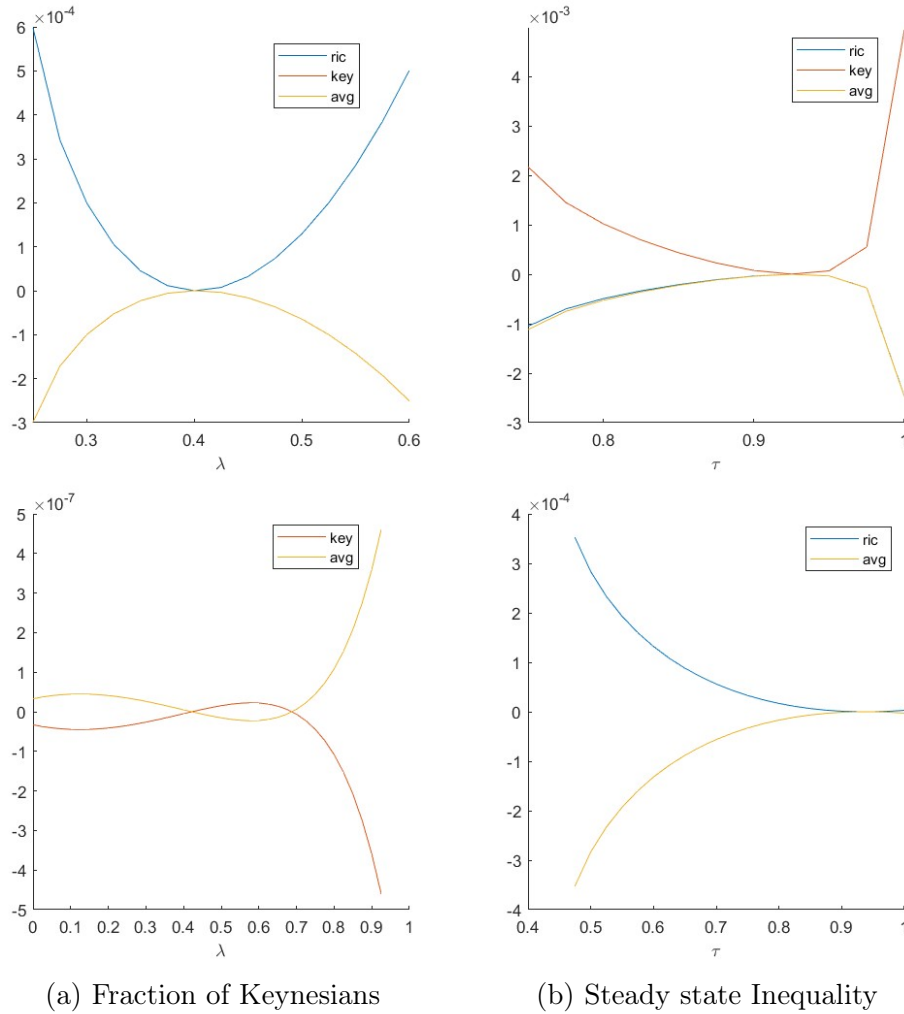 ×10⁻⁴
6
5
4
3
2
1
0
-1
-2
-3
0.3 0.4 0.5 0.6
λ
ric
key
avg
×10⁻³
4
3
2
1
0
-1
-2
-3
0.8 0.9 1
τ
ric
key
avg
×10⁻⁷
5
4
3
2
1
0
-1
-2
-3
-4
-5
0 0.1 0.2 0.3 0.4 0.5 0.6 0.7 0.8 0.9 1
λ
key
avg
×10⁻⁴
4
3
2
1
0
-1
-2
-3
-4
0.4 0.5 0.6 0.7 0.8 0.9 1
τ
ric
avg
(a) Fraction of Keynesians
(b) Steady state Inequality